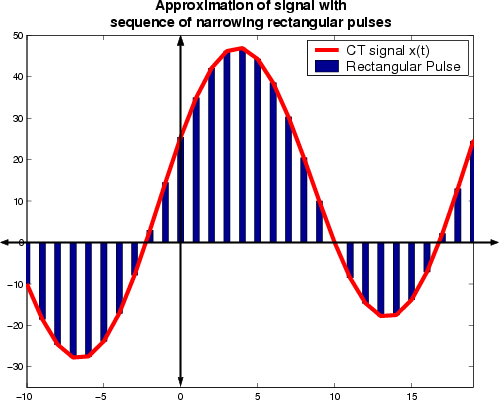 Approximation of signal with
sequence of narrowing rectangular pulses
CT signal x(t)
Rectangular Pulse
50
40
30
20
10
0
−10
−20
−30
−10 −5 0 5 10 15